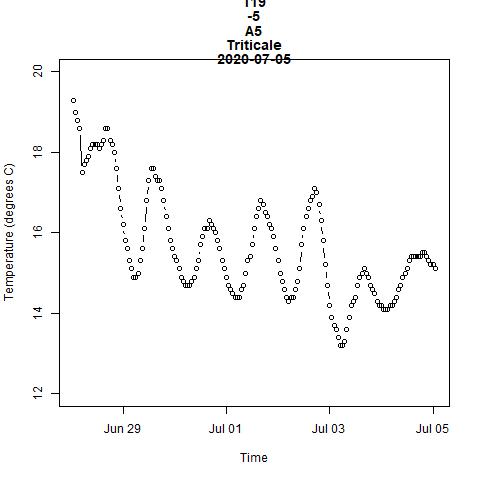 T19
-5
A5
Triticale
2020-07-05
Temperature (degrees C)
20
18
16
14
12
Jun 29
Jul 01
Jul 03
Jul 05
Time